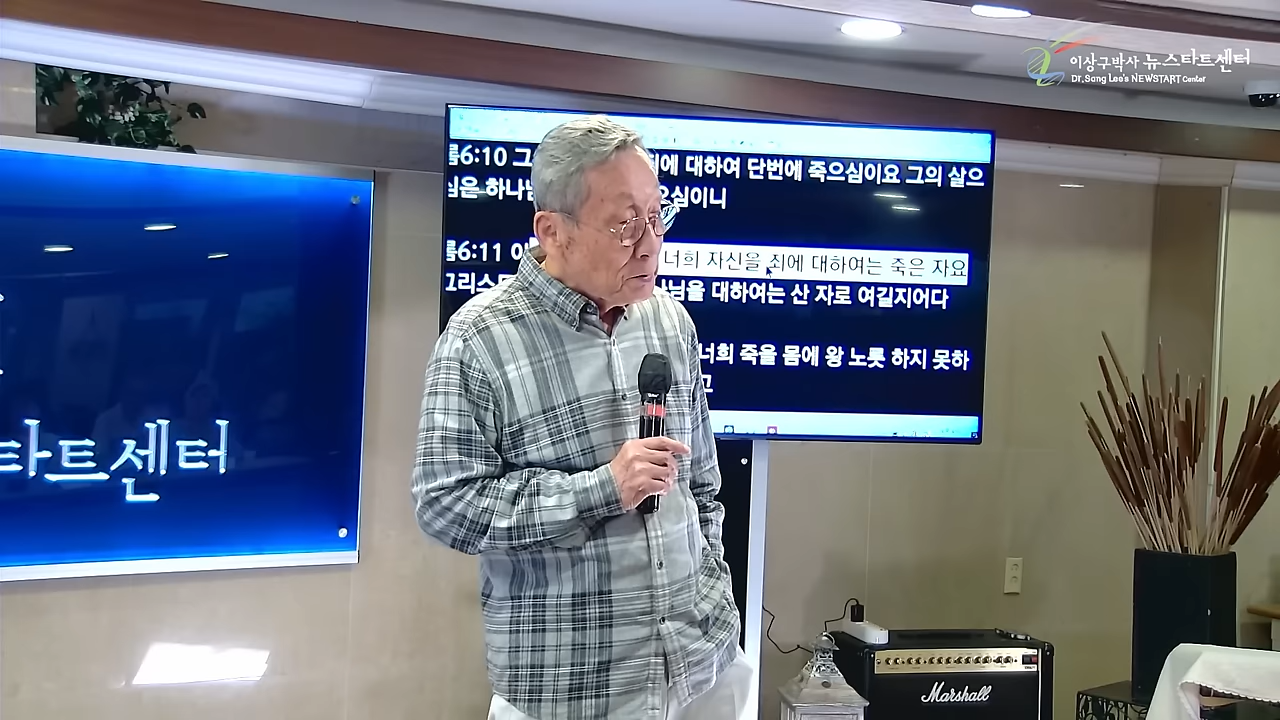 이상구박사 뉴스타트센터
Dr. Sang Lee's NEWSTART Center
롬6:10 그 죄에 대하여 단번에 죽으심이요 그의 살으
심은 하나님 으심이니
롬6:11 이 너희 자신을 죄에 대하여는 죽은 자요
그리스도 나님을 대하여는 산 자로 여길지어다
너희 죽을 몸에 왕 노릇 하지 못하
고
타트센터
Marshall